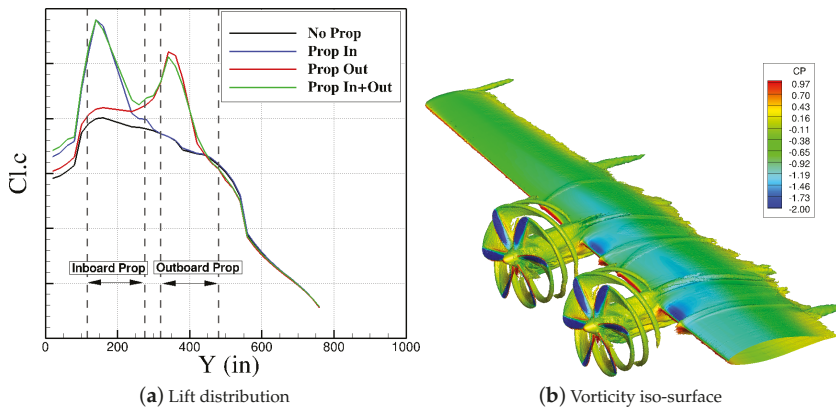 No Prop
Prop In
Prop Out
Prop In+Out
Cl.c
Inboard Prop
Outboard Prop
0 200 400 600 800 1000
Y (in)
(a) Lift distribution
CP
0.97
0.70
0.43
0.16
-0.11
-0.38
-0.65
-0.92
-1.19
-1.46
-1.73
-2.00
(b) Vorticity iso-surface